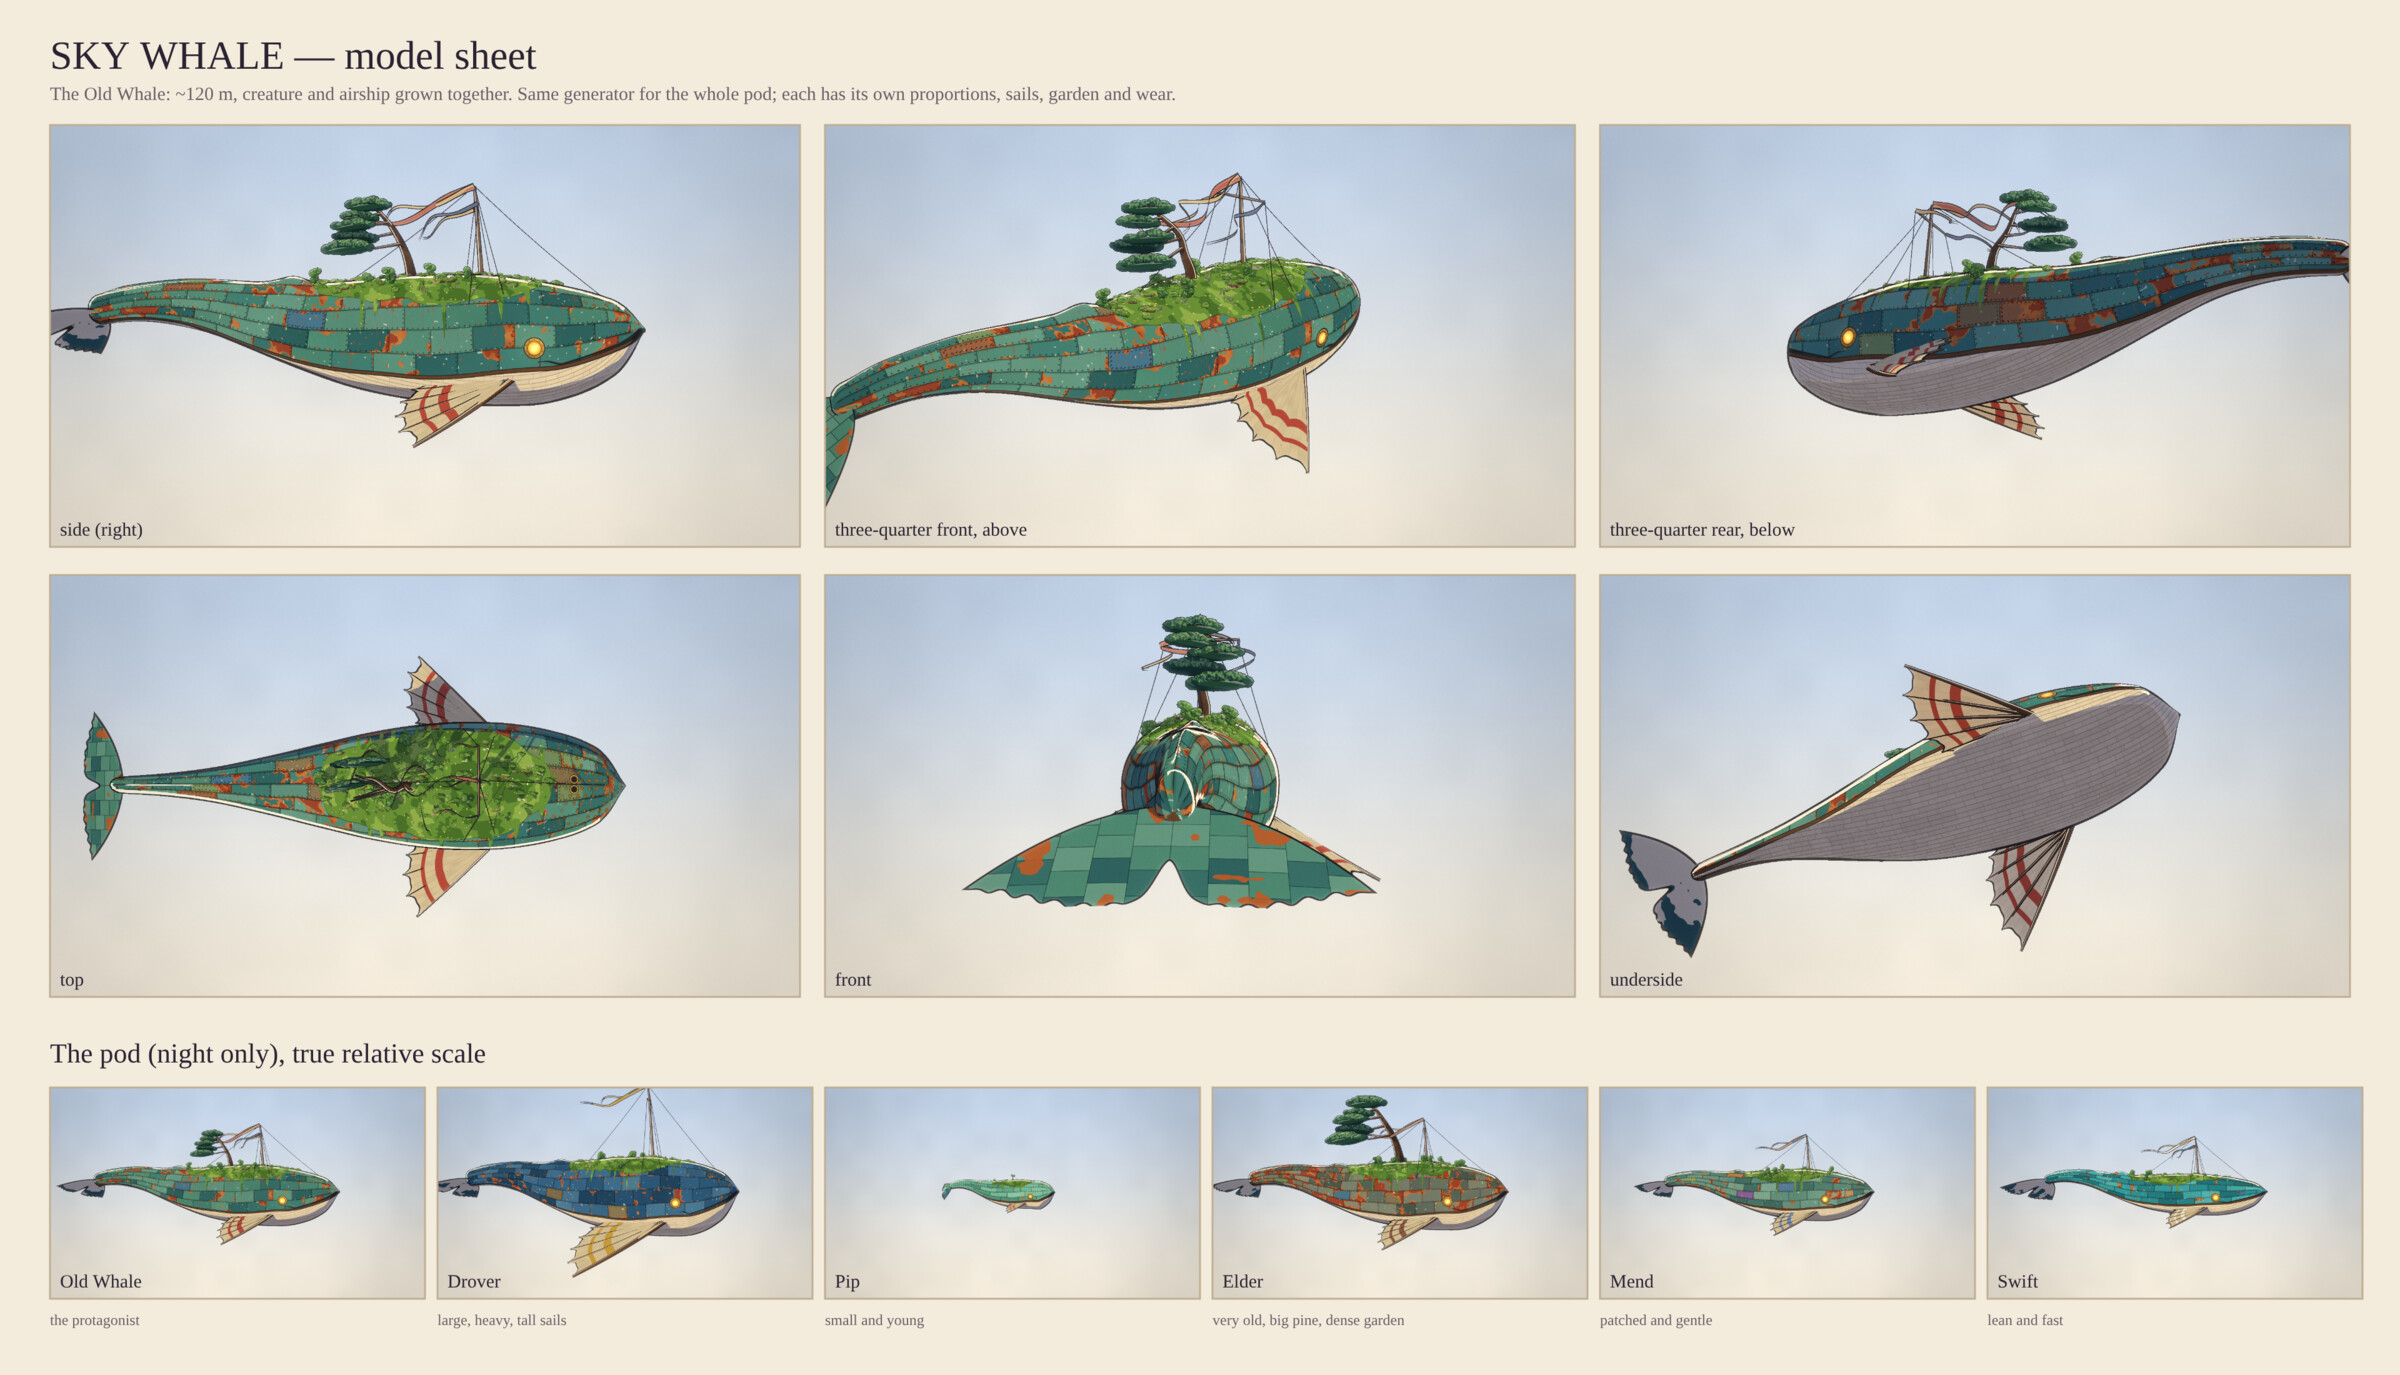 SKY WHALE — model sheet
The Old Whale: ~120 m, creature and airship grown together. Same generator for the whole pod; each has its own proportions, sails, garden and wear.
side (right)
three-quarter front, above
three-quarter rear, below
top
front
underside
The pod (night only), true relative scale
Old Whale
Drover
Pip
Elder
Mend
Swift
the protagonist
large, heavy, tall sails
small and young
very old, big pine, dense garden
patched and gentle
lean and fast